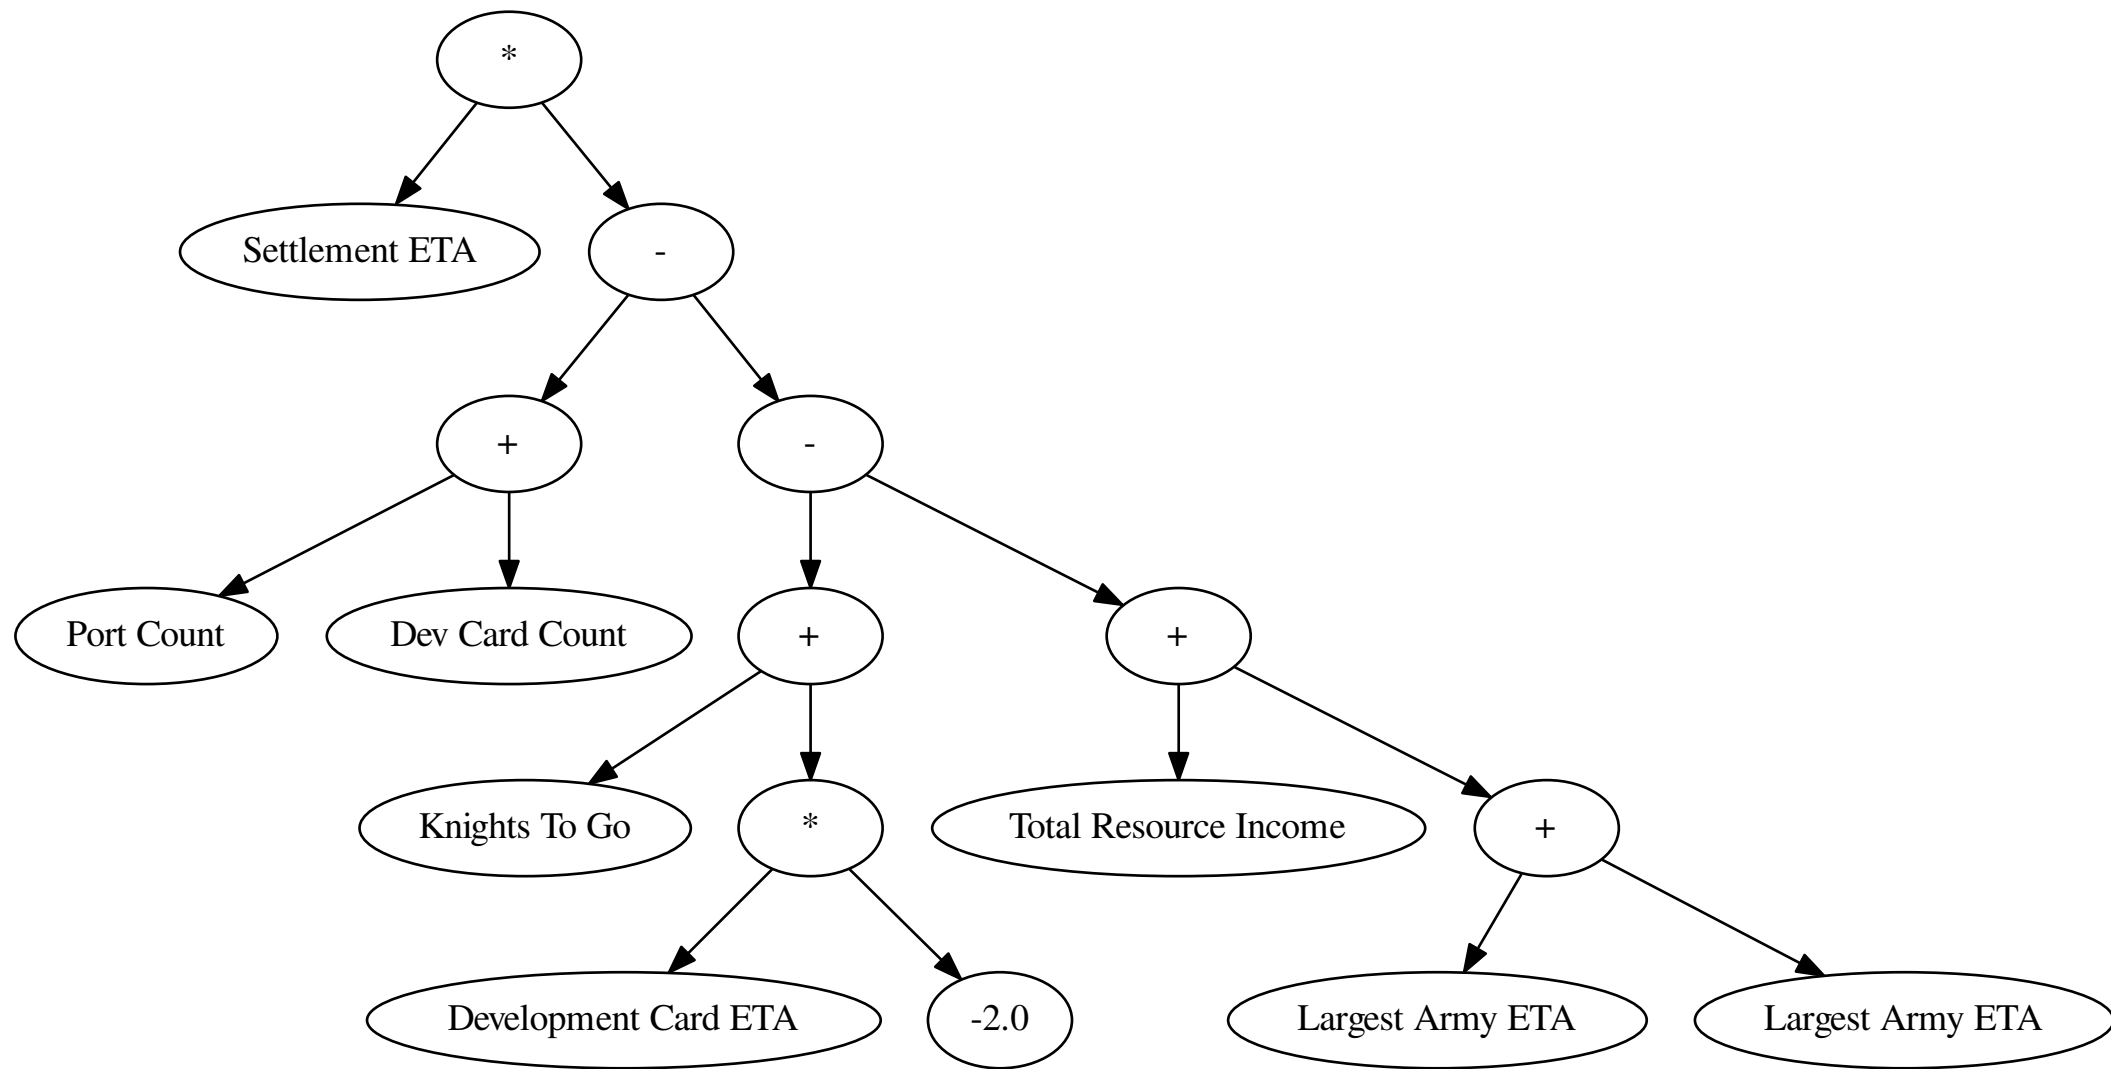 *
Settlement ETA
-
+
-
Port Count
Dev Card Count
+
+
Knights To Go
*
Total Resource Income
+
Development Card ETA
-2.0
Largest Army ETA
Largest Army ETA